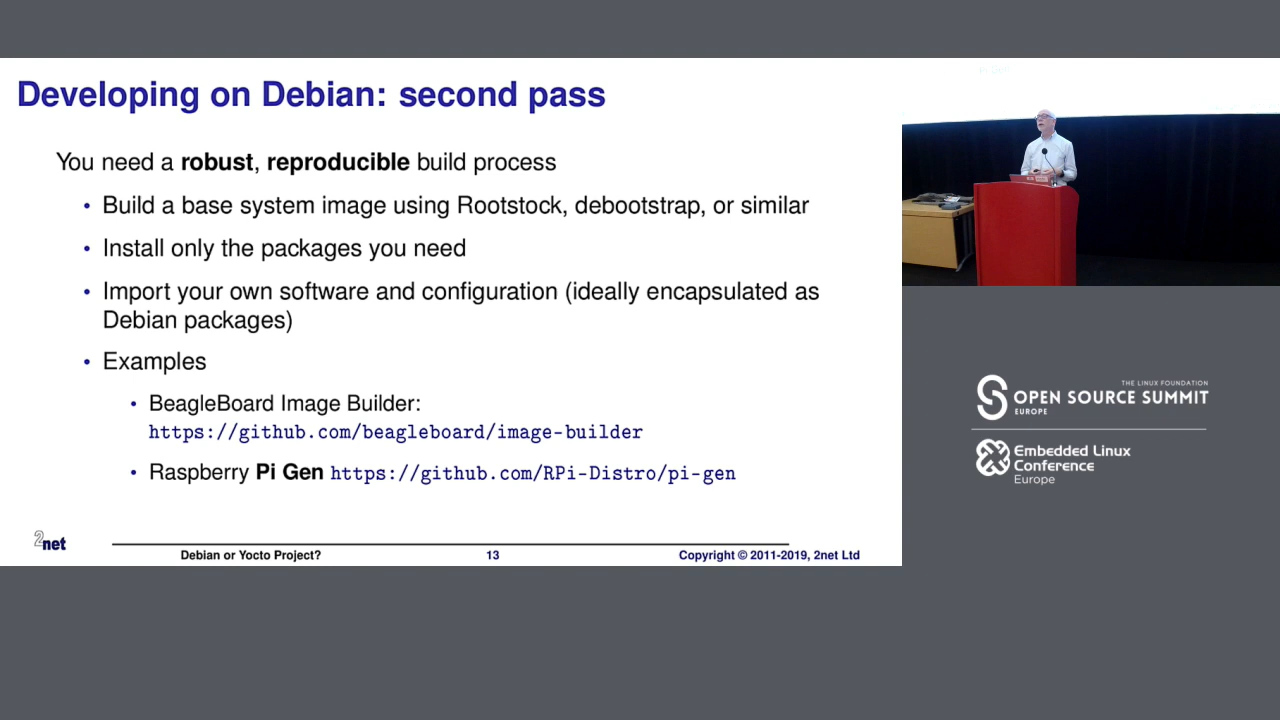 Developing on Debian: second pass
You need a robust, reproducible build process
• Build a base system image using Rootstock, debootstrap, or similar
• Install only the packages you need
• Import your own software and configuration (ideally encapsulated as
Debian packages)
• Examples
• BeagleBoard Image Builder:
https://github.com/beagleboard/image-builder
• Raspberry Pi Gen https://github.com/RPi-Distro/pi-gen
2net
Debian or Yocto Project?
13
Copyright © 2011-2019, 2net Ltd
THE LINUX FOUNDATION
OPEN SOURCE SUMMIT
EUROPE
Embedded Linux
Conference
Europe